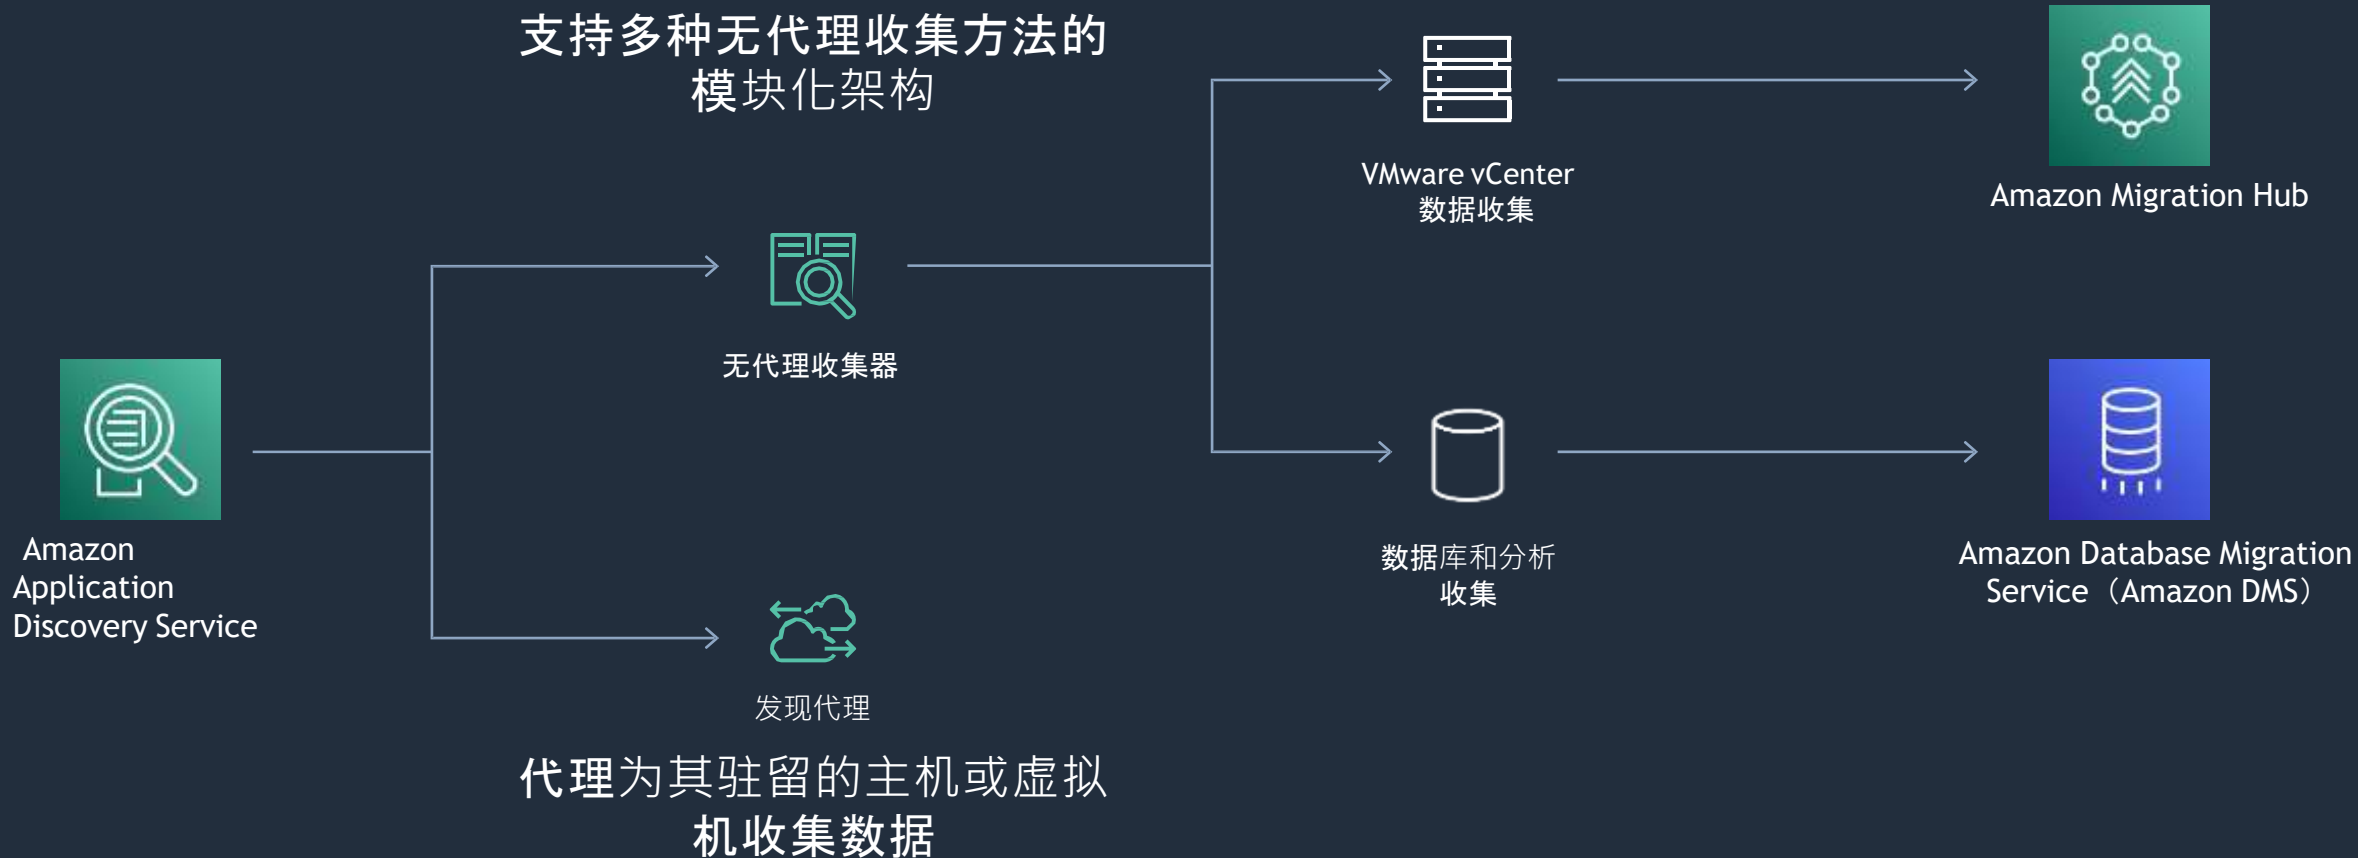 支持多种无代理收集方法的
模块化架构
VMware vCenter
数据收集
Amazon Migration Hub
无代理收集器
Amazon
Application
Discovery Service
数据库和分析
收集
Amazon Database Migration
Service（Amazon DMS）
发现代理
代理为其驻留的主机或虚拟
机收集数据